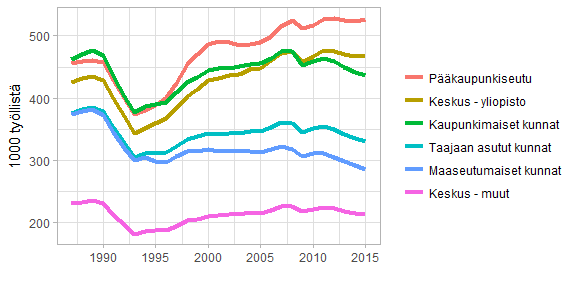 1000 työllistä
500
400
300
200
1990
1995
2000
2005
2010
2015
Pääkaupunkiseutu
Keskus - yliopisto
Kaupunkimaiset kunnat
Taajaan asutut kunnat
Maaseutumaiset kunnat
Keskus - muut